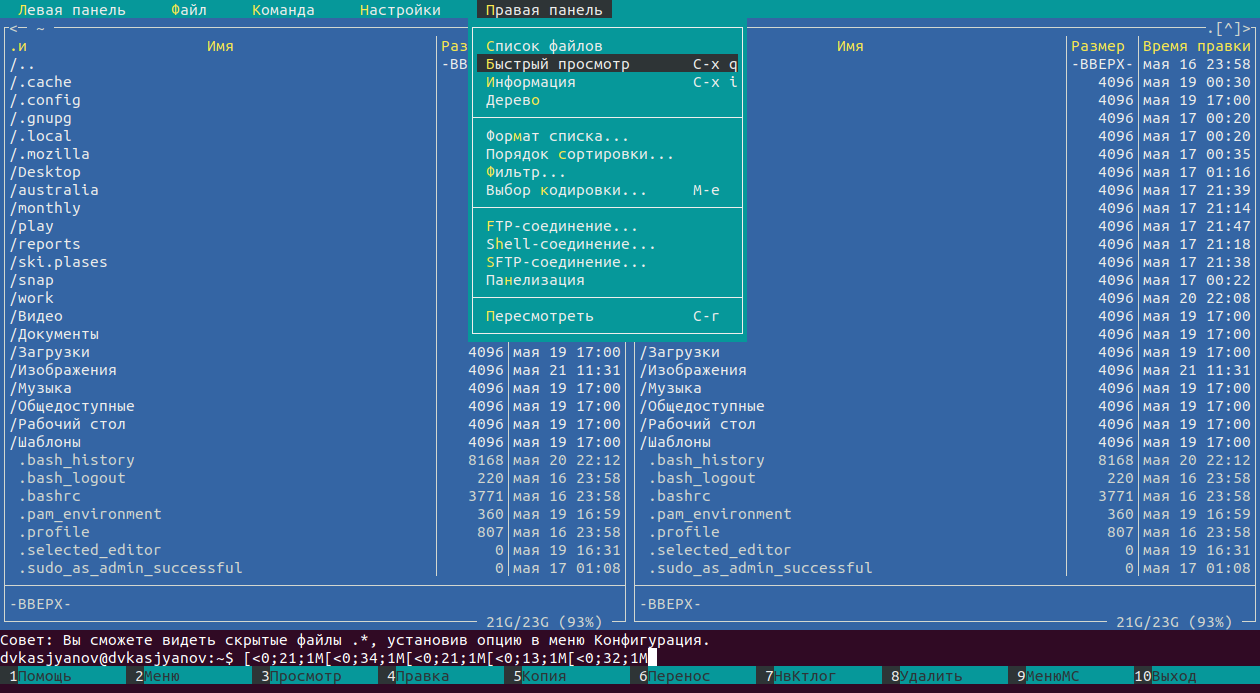 Левая панель Файл Команда Настройки Правая панель
<─ ~ .[^]>
.и Имя Раз Имя Размер Время правки
/.. -ВВ Список файлов -ВВЕРХ- мая 16 23:58
Быстрый просмотр C-x q
/.cache Информация C-x i 4096 мая 19 00:30
/.config Дерево 4096 мая 19 17:00
/.gnupg 4096 мая 17 00:20
/.local Формат списка... 4096 мая 17 00:20
/.mozilla Порядок сортировки... 4096 мая 17 00:35
/Desktop Фильтр... 4096 мая 17 01:16
/australia Выбор кодировки... M-e 4096 мая 17 21:39
/monthly 4096 мая 17 21:14
/play FTP-соединение... 4096 мая 17 21:47
/reports Shell-соединение... 4096 мая 17 21:18
/ski.plases SFTP-соединение... 4096 мая 17 21:38
/snap Панелизация 4096 мая 17 00:22
/work 4096 мая 20 22:08
/Видео Пересмотреть C-r 4096 мая 19 17:00
/Документы 4096 мая 19 17:00
/Загрузки 4096 мая 19 17:00 /Загрузки 4096 мая 19 17:00
/Изображения 4096 мая 21 11:31 /Изображения 4096 мая 21 11:31
/Музыка 4096 мая 19 17:00 /Музыка 4096 мая 19 17:00
/Общедоступные 4096 мая 19 17:00 /Общедоступные 4096 мая 19 17:00
/Рабочий стол 4096 мая 19 17:00 /Рабочий стол 4096 мая 19 17:00
/Шаблоны 4096 мая 19 17:00 /Шаблоны 4096 мая 19 17:00
.bash_history 8168 мая 20 22:12 .bash_history 8168 мая 20 22:12
.bash_logout 220 мая 16 23:58 .bash_logout 220 мая 16 23:58
.bashrc 3771 мая 16 23:58 .bashrc 3771 мая 16 23:58
.pam_environment 360 мая 19 16:59 .pam_environment 360 мая 19 16:59
.profile 807 мая 16 23:58 .profile 807 мая 16 23:58
.selected_editor 0 мая 19 16:31 .selected_editor 0 мая 19 16:31
.sudo_as_admin_successful 0 мая 17 01:08 .sudo_as_admin_successful 0 мая 17 01:08
-ВВЕРХ- -ВВЕРХ-
21G/23G (93%) 21G/23G (93%)
Совет: Вы сможете видеть скрытые файлы .*, установив опцию в меню Конфигурация.
dvkasjyanov@dvkasjyanov:~$ [<0;21;1M[<0;34;1M[<0;21;1M[<0;13;1M[<0;32;1M
1Помощь 2Меню 3Просмотр 4Правка 5Копия 6Перенос 7НвКтлог 8Удалить 9МенюМС 10Выход